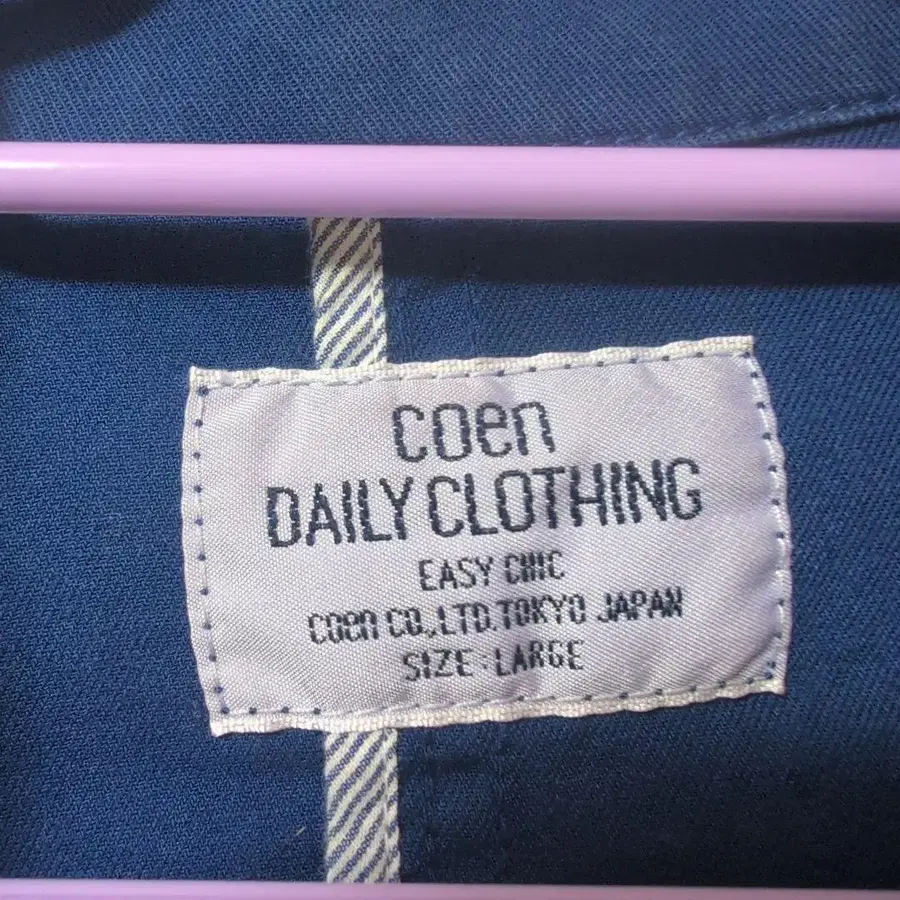 coen
DAILY CLOTHING
EASY CHIC
coen CO.,LTD.TOKYO JAPAN
SIZE:LARGE